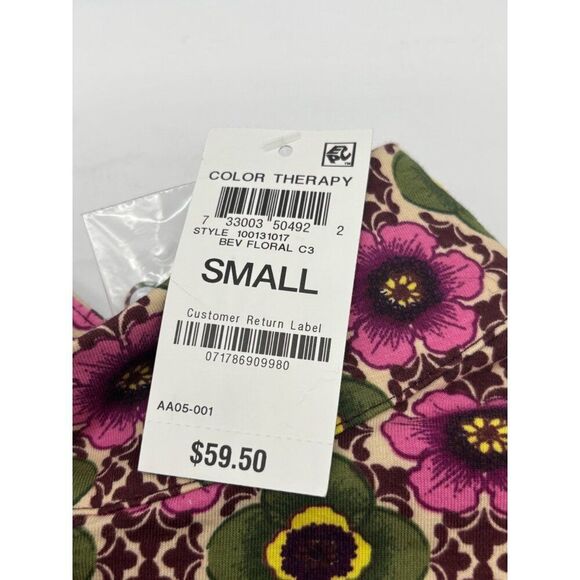 COLOR THERAPY
7 33003 50492 2
STYLE 100131017
BEV FLORAL C3
SMALL
Customer Return Label
071786909980
AA05-001
$59.50